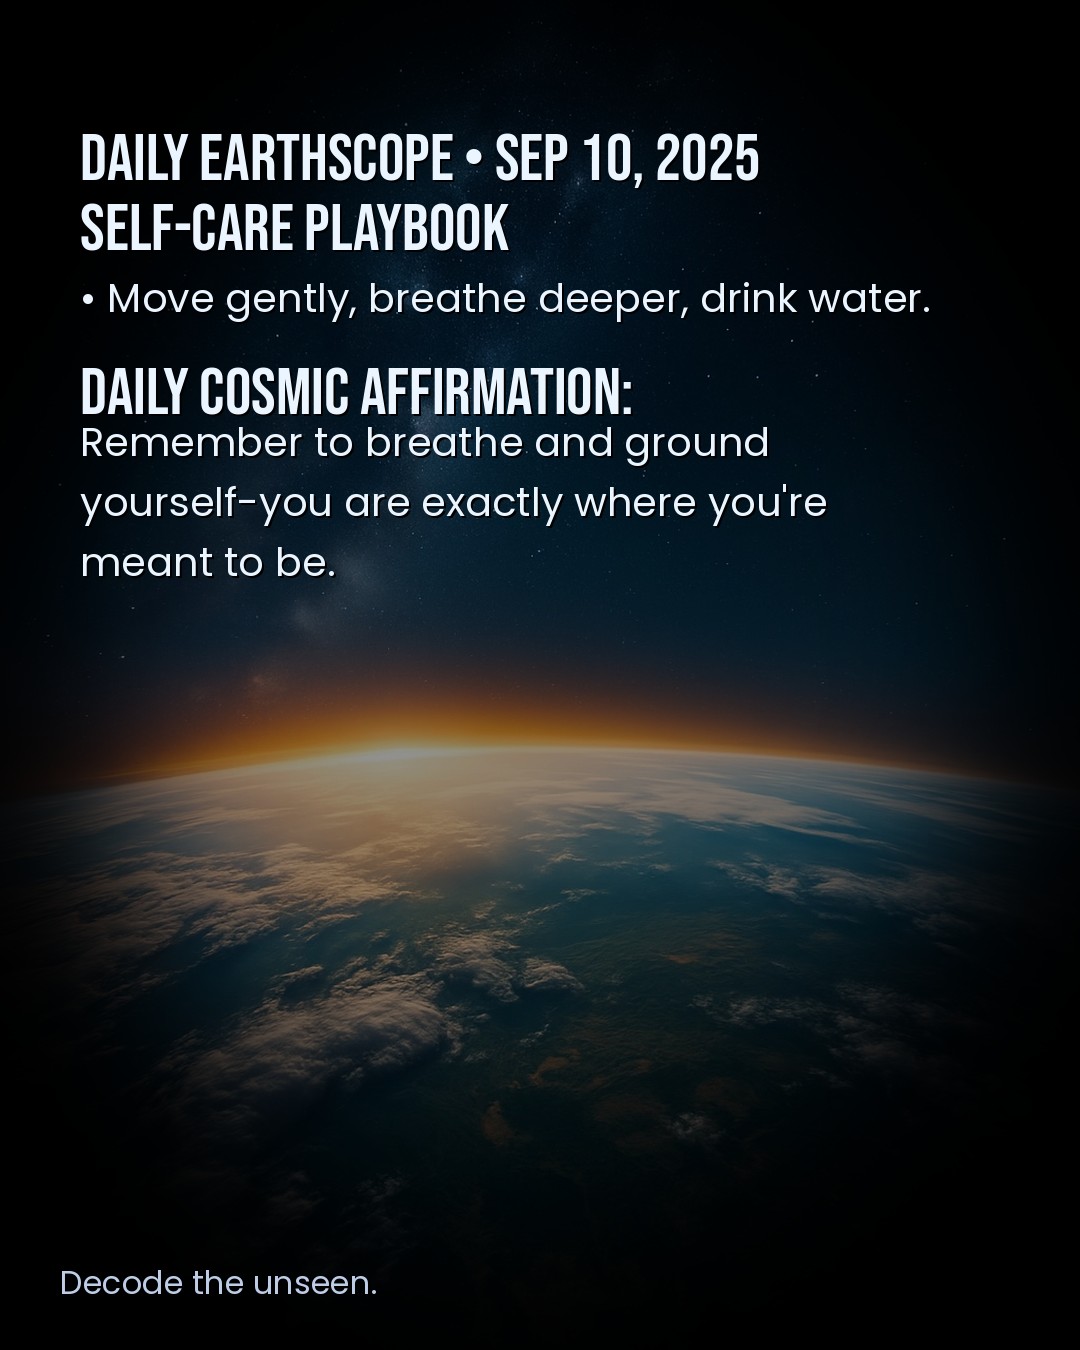 DAILY EARTHSCOPE • SEP 10, 2025
SELF-CARE PLAYBOOK
• Move gently, breathe deeper, drink water.
DAILY COSMIC AFFIRMATION:
Remember to breathe and ground
yourself-you are exactly where you're
meant to be.
Decode the unseen.